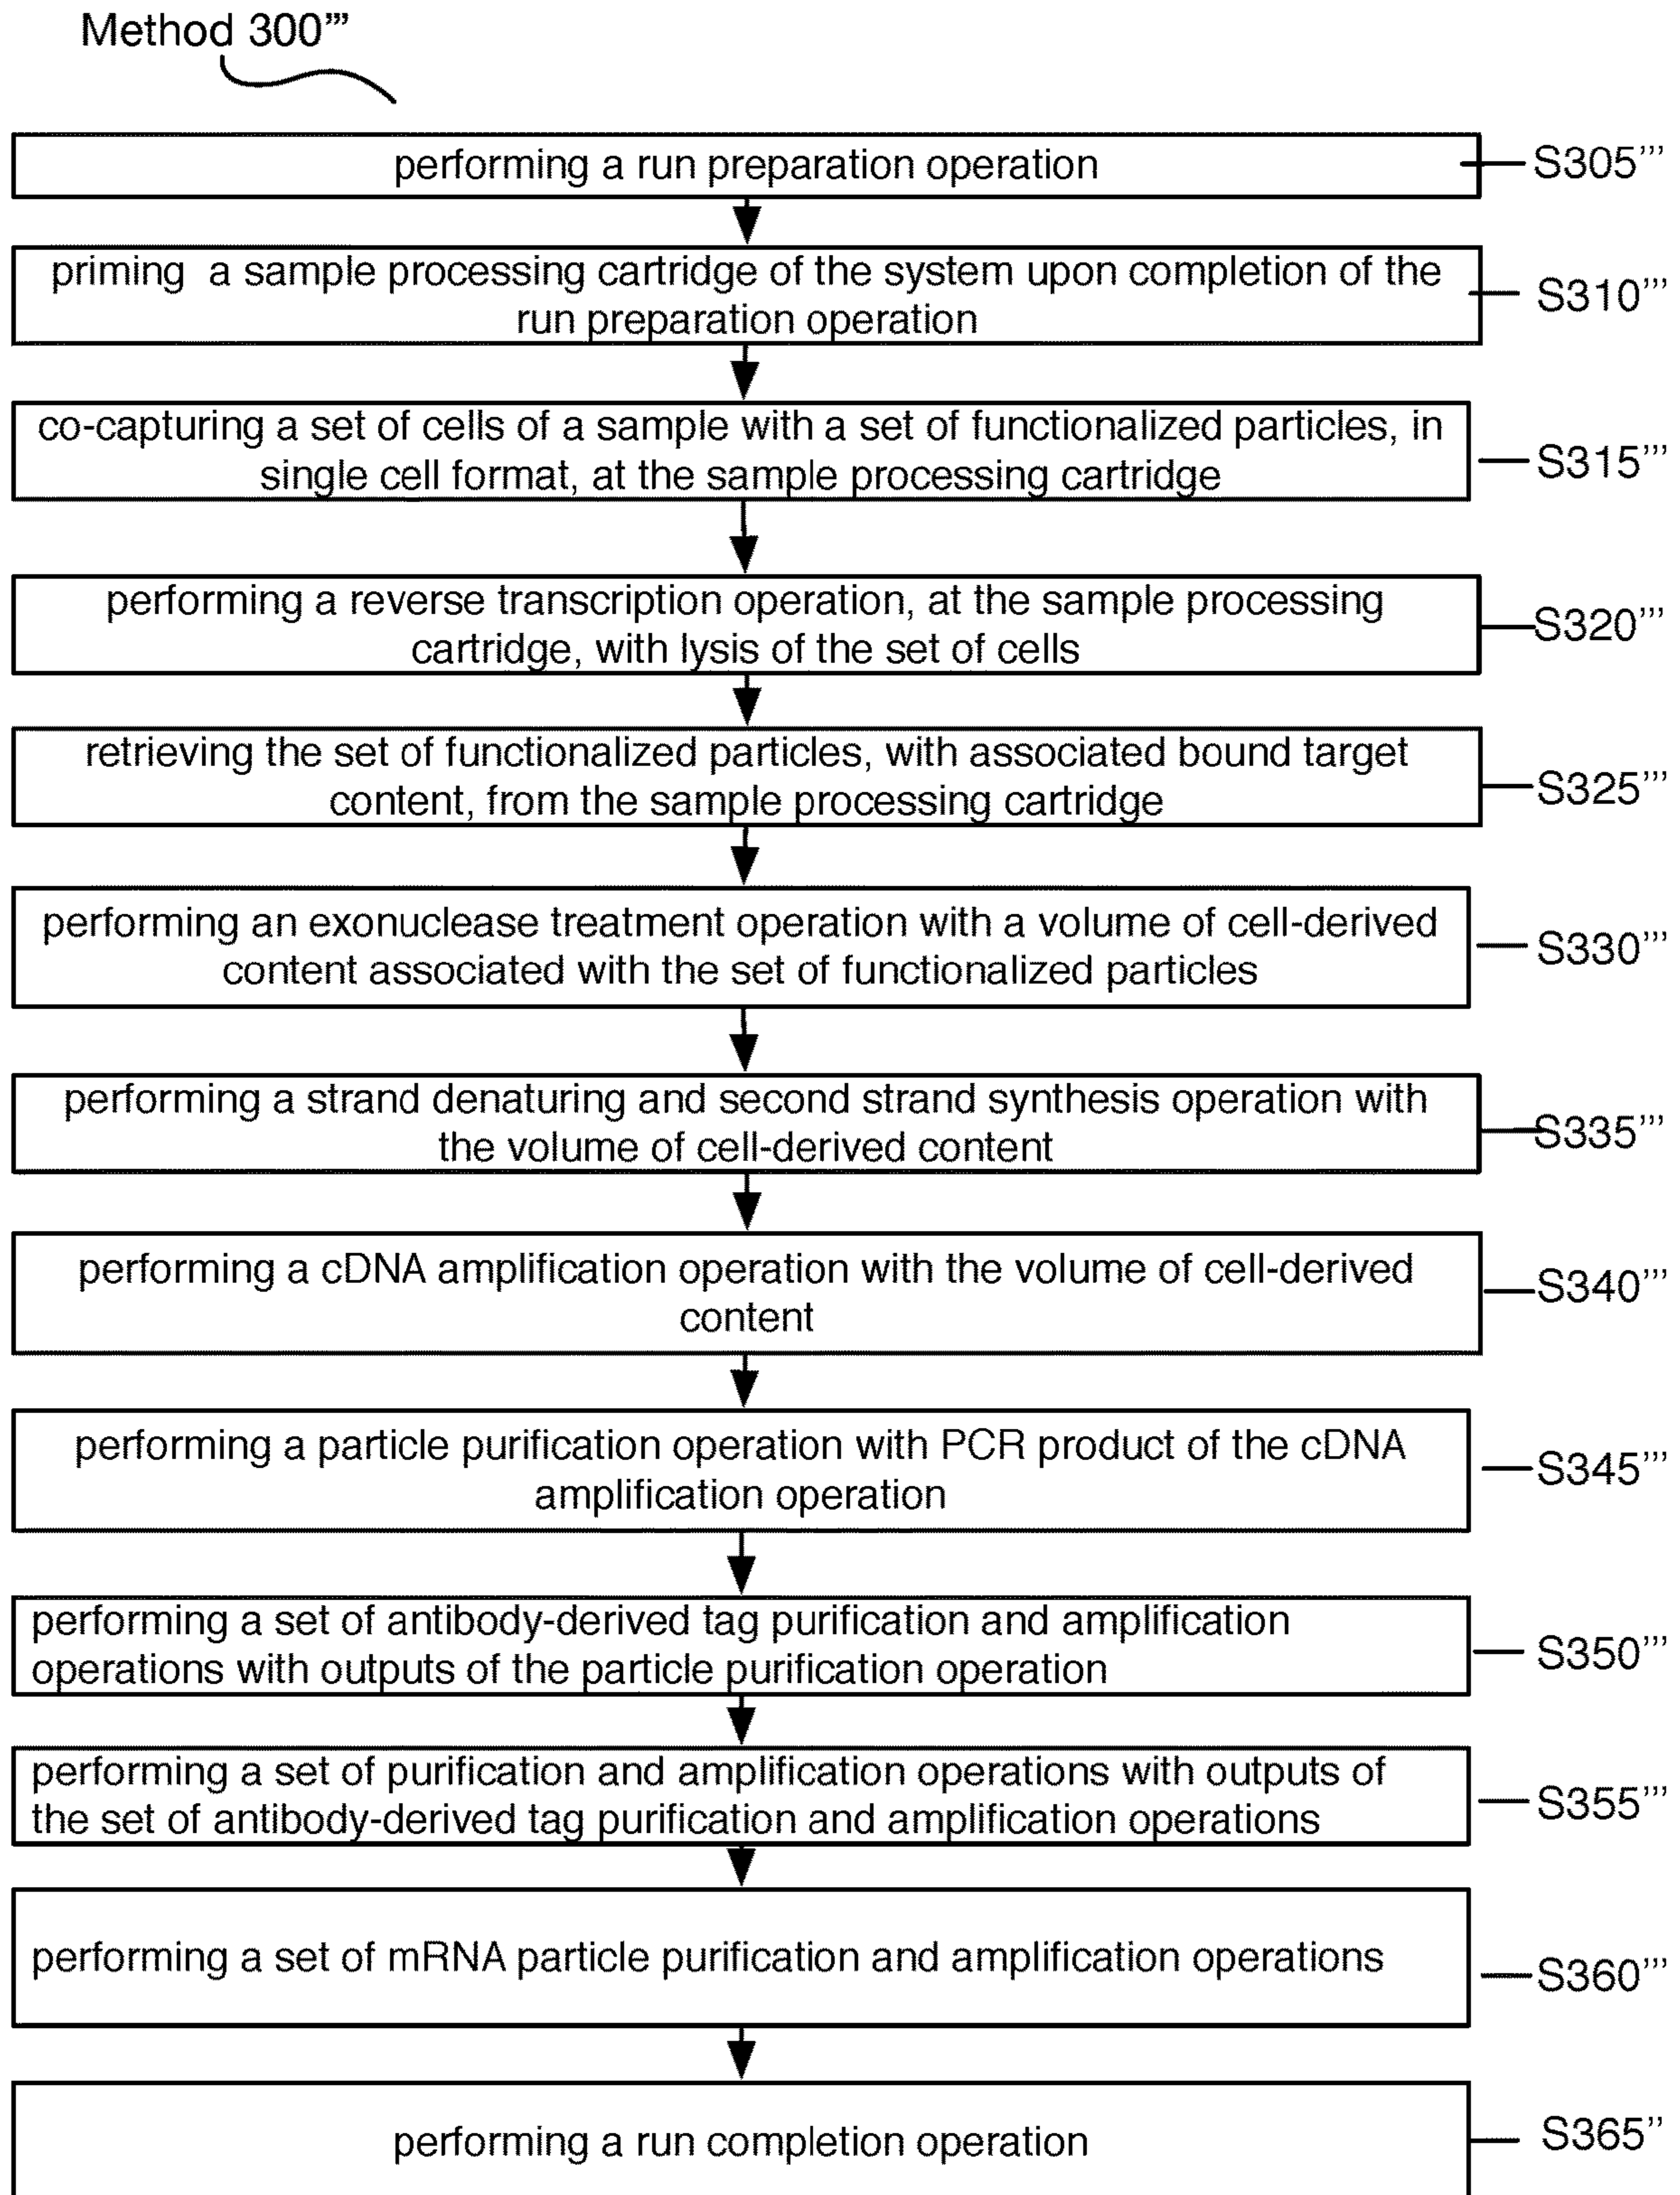 Method 300’’’
performing a run preparation operation
S305’’’
priming a sample processing cartridge of the system upon completion of the
run preparation operation
S310’’’
co-capturing a set of cells of a sample with a set of functionalized particles, in
single cell format, at the sample processing cartridge
S315’’’
performing a reverse transcription operation, at the sample processing
cartridge, with lysis of the set of cells
S320’’’
retrieving the set of functionalized particles, with associated bound target
content, from the sample processing cartridge
S325’’’
performing an exonuclease treatment operation with a volume of cell-derived
content associated with the set of functionalized particles
S330’’’
performing a strand denaturing and second strand synthesis operation with
the volume of cell-derived content
S335’’’
performing a cDNA amplification operation with the volume of cell-derived
content
S340’’’
performing a particle purification operation with PCR product of the cDNA
amplification operation
S345’’’
performing a set of antibody-derived tag purification and amplification
operations with outputs of the particle purification operation
S350’’’
performing a set of purification and amplification operations with outputs of
the set of antibody-derived tag purification and amplification operations
S355’’’
performing a set of mRNA particle purification and amplification operations
S360’’’
performing a run completion operation
S365’’